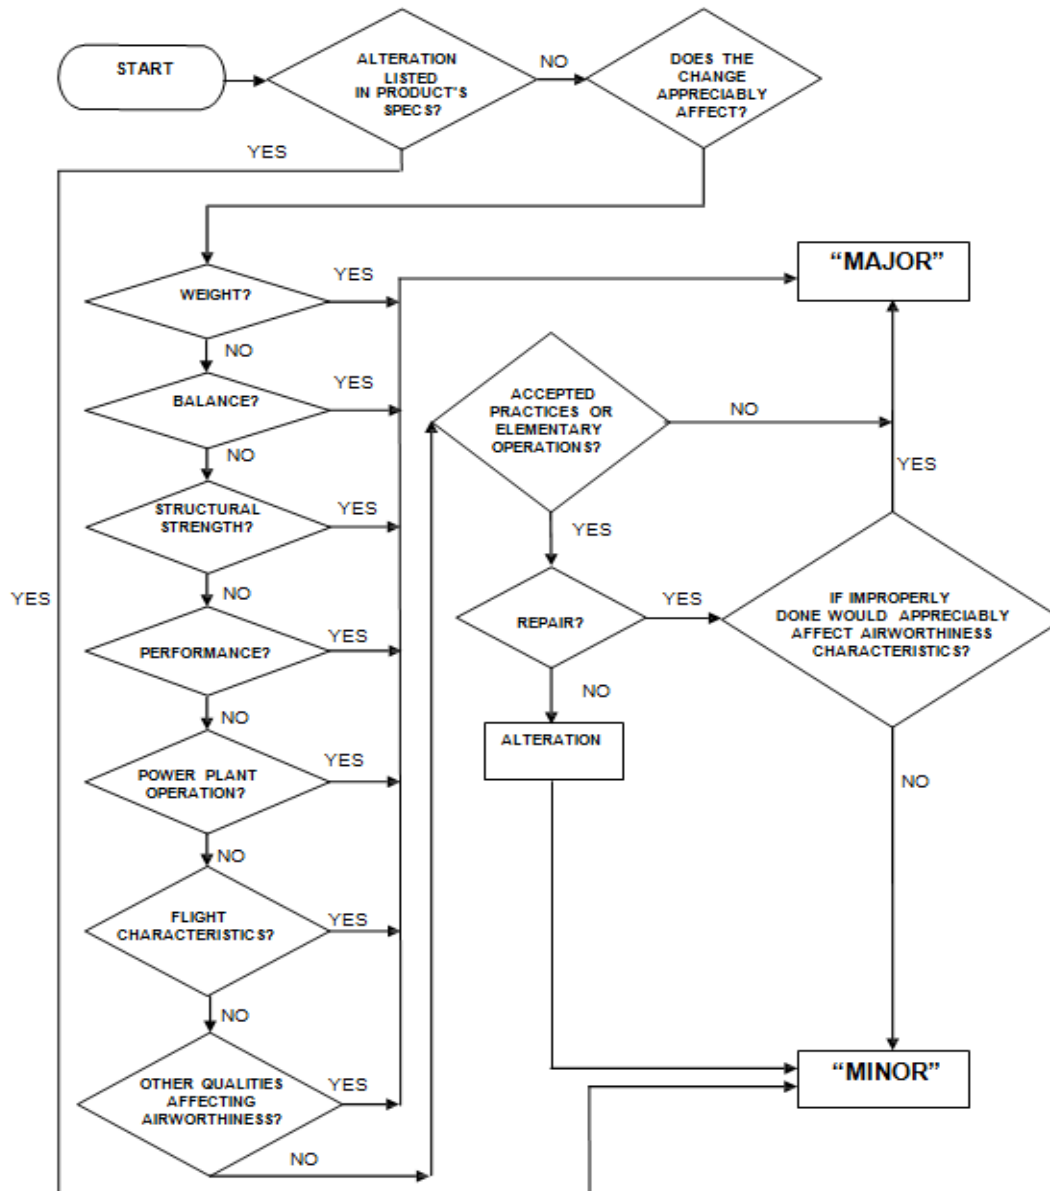 START
ALTERATION
LISTED
IN PRODUCT'S
SPECS?
NO
DOES THE
CHANGE
APPRECIABLY
AFFECT?
YES
WEIGHT?
YES
"MAJOR"
NO
BALANCE?
YES
ACCEPTED
PRACTICES OR
ELEMENTARY
OPERATIONS?
NO
NO
STRUCTURAL
STRENGTH?
YES
YES
YES
NO
YES
REPAIR?
YES
IF IMPROPERLY
DONE WOULD APPRECIABLY
AFFECT AIRWORTHINESS
CHARACTERISTICS?
PERFORMANCE?
YES
NO
NO
ALTERATION
POWER PLANT
OPERATION?
YES
NO
NO
FLIGHT
CHARACTERISTICS?
YES
NO
OTHER QUALITIES
AFFECTING
AIRWORTHINESS?
YES
"MINOR"
NO